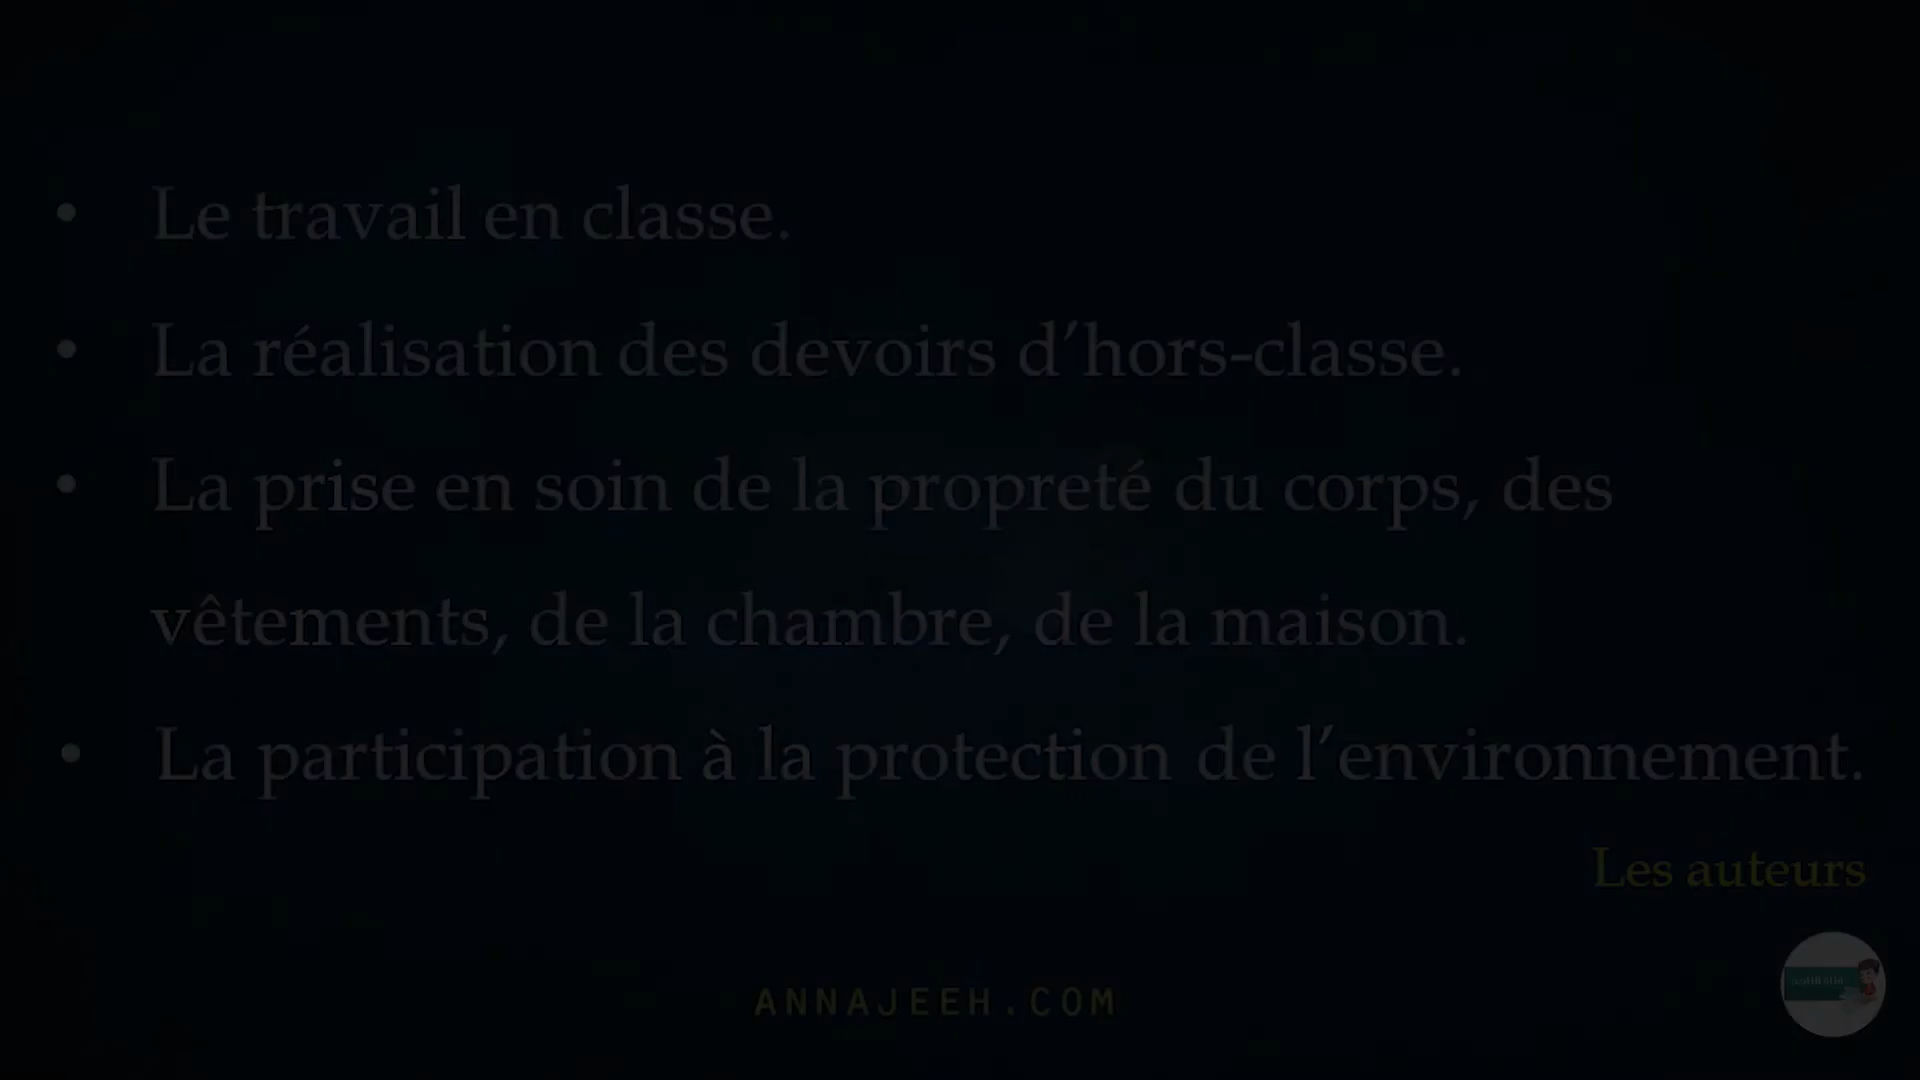 • Le travail en classe.
• La réalisation des devoirs d’hors-classe.
• La prise en soin de la propreté du corps, des
vêtements, de la chambre, de la maison.
• La participation à la protection de l’environnement.
Les auteurs
ANNAJEEH.COM